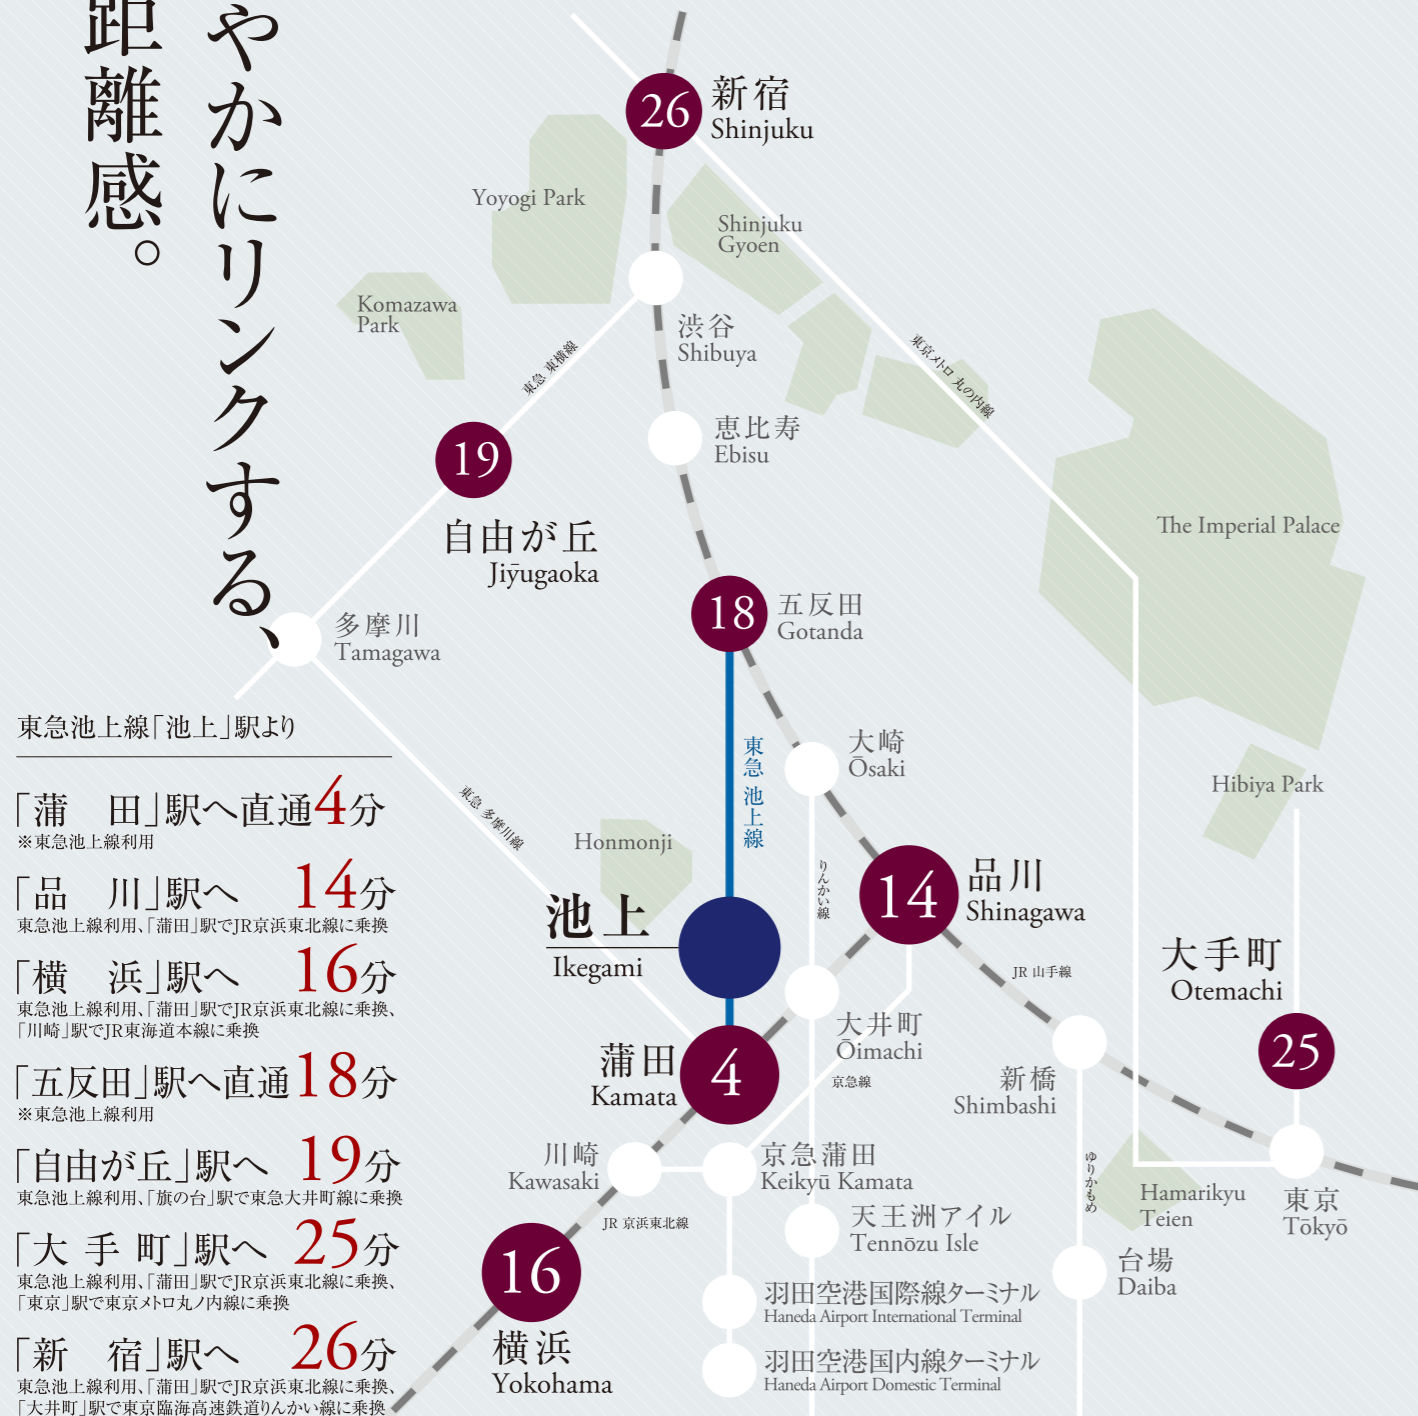 やかにリンクする、
距離感。
東急池上線「池上」駅より
「蒲　田」駅へ直通4分
※東急池上線利用
「品　川」駅へ 14分
東急池上線利用、「蒲田」駅でJR京浜東北線に乗換
「横　浜」駅へ 16分
東急池上線利用、「蒲田」駅でJR京浜東北線に乗換、
「川崎」駅でJR東海道本線に乗換
「五反田」駅へ直通18分
※東急池上線利用
「自由が丘」駅へ 19分
東急池上線利用、「旗の台」駅で東急大井町線に乗換
「大 手 町」駅へ 25分
東急池上線利用、「蒲田」駅でJR京浜東北線に乗換、
「東京」駅で東京メトロ丸ノ内線に乗換
「新　宿」駅へ 26分
東急池上線利用、「蒲田」駅でJR京浜東北線に乗換、
「大井町」駅で東京臨海高速鉄道りんかい線に乗換
26
新宿
Shinjuku
Yoyogi Park
Shinjuku
Gyoen
Komazawa
Park
渋谷
Shibuya
東急 東横線
東京メトロ 丸の内線
恵比寿
Ebisu
19
自由が丘
Jiȳugaoka
The Imperial Palace
18
五反田
Gotanda
多摩川
Tamagawa
東急 池上線
大崎
Ōsaki
東急 多摩川線
Hibiya Park
Honmonji
りんかい線
14
品川
Shinagawa
池上
Ikegami
JR 山手線
大手町
Otemachi
25
大井町
Ōimachi
京急線
蒲田
Kamata
4
新橋
Shimbashi
川崎
Kawasaki
京急蒲田
Keikyū Kamata
ゆりかもめ
Hamarikyu
Teien
東京
Tōkyō
JR 京浜東北線
天王洲アイル
Tennōzu Isle
台場
Daiba
16
横浜
Yokohama
羽田空港国際線ターミナル
Haneda Airport International Terminal
羽田空港国内線ターミナル
Haneda Airport Domestic Terminal